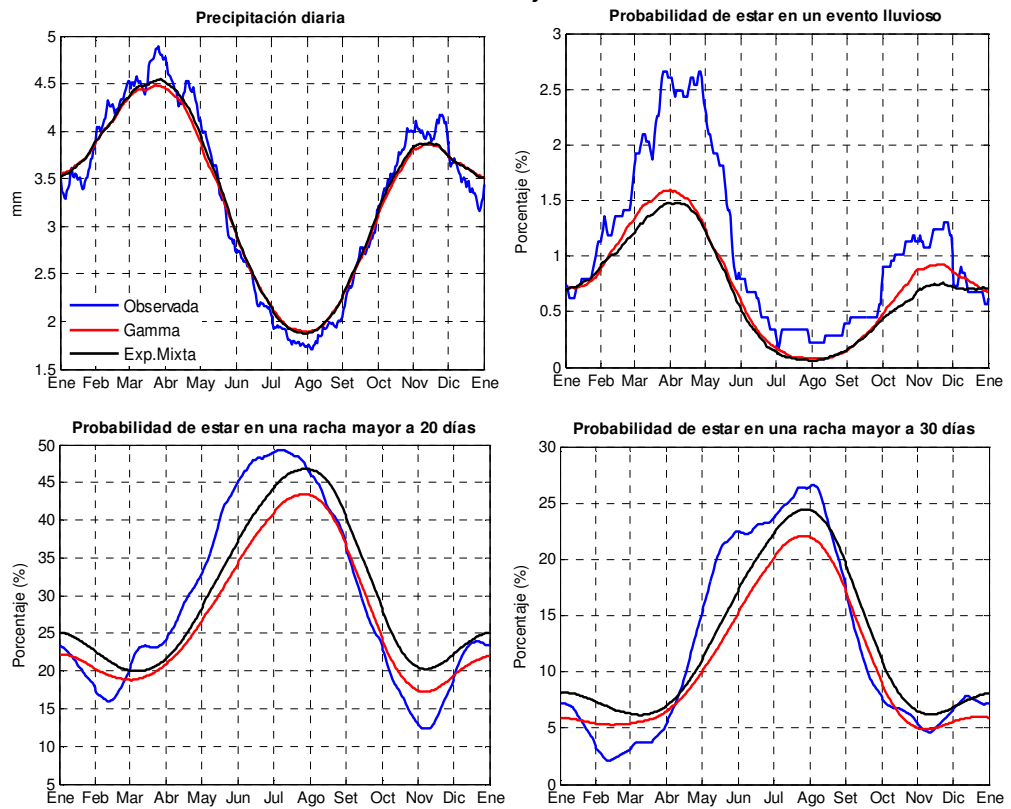 Precipitación diaria
5
4.5
4
3.5
3
2.5
2
1.5
mm
Observada
Gamma
Exp.Mixta
Ene Feb Mar Abr May Jun Jul Ago Set Oct Nov Dic Ene
Probabilidad de estar en un evento lluvioso
3
2.5
2
1.5
1
0.5
0
Porcentaje (%)
Ene Feb Mar Abr May Jun Jul Ago Set Oct Nov Dic Ene
Probabilidad de estar en una racha mayor a 20 días
50
45
40
35
30
25
20
15
10
5
Porcentaje (%)
Ene Feb Mar Abr May Jun Jul Ago Set Oct Nov Dic Ene
Probabilidad de estar en una racha mayor a 30 días
30
25
20
15
10
5
0
Porcentaje (%)
Ene Feb Mar Abr May Jun Jul Ago Set Oct Nov Dic Ene